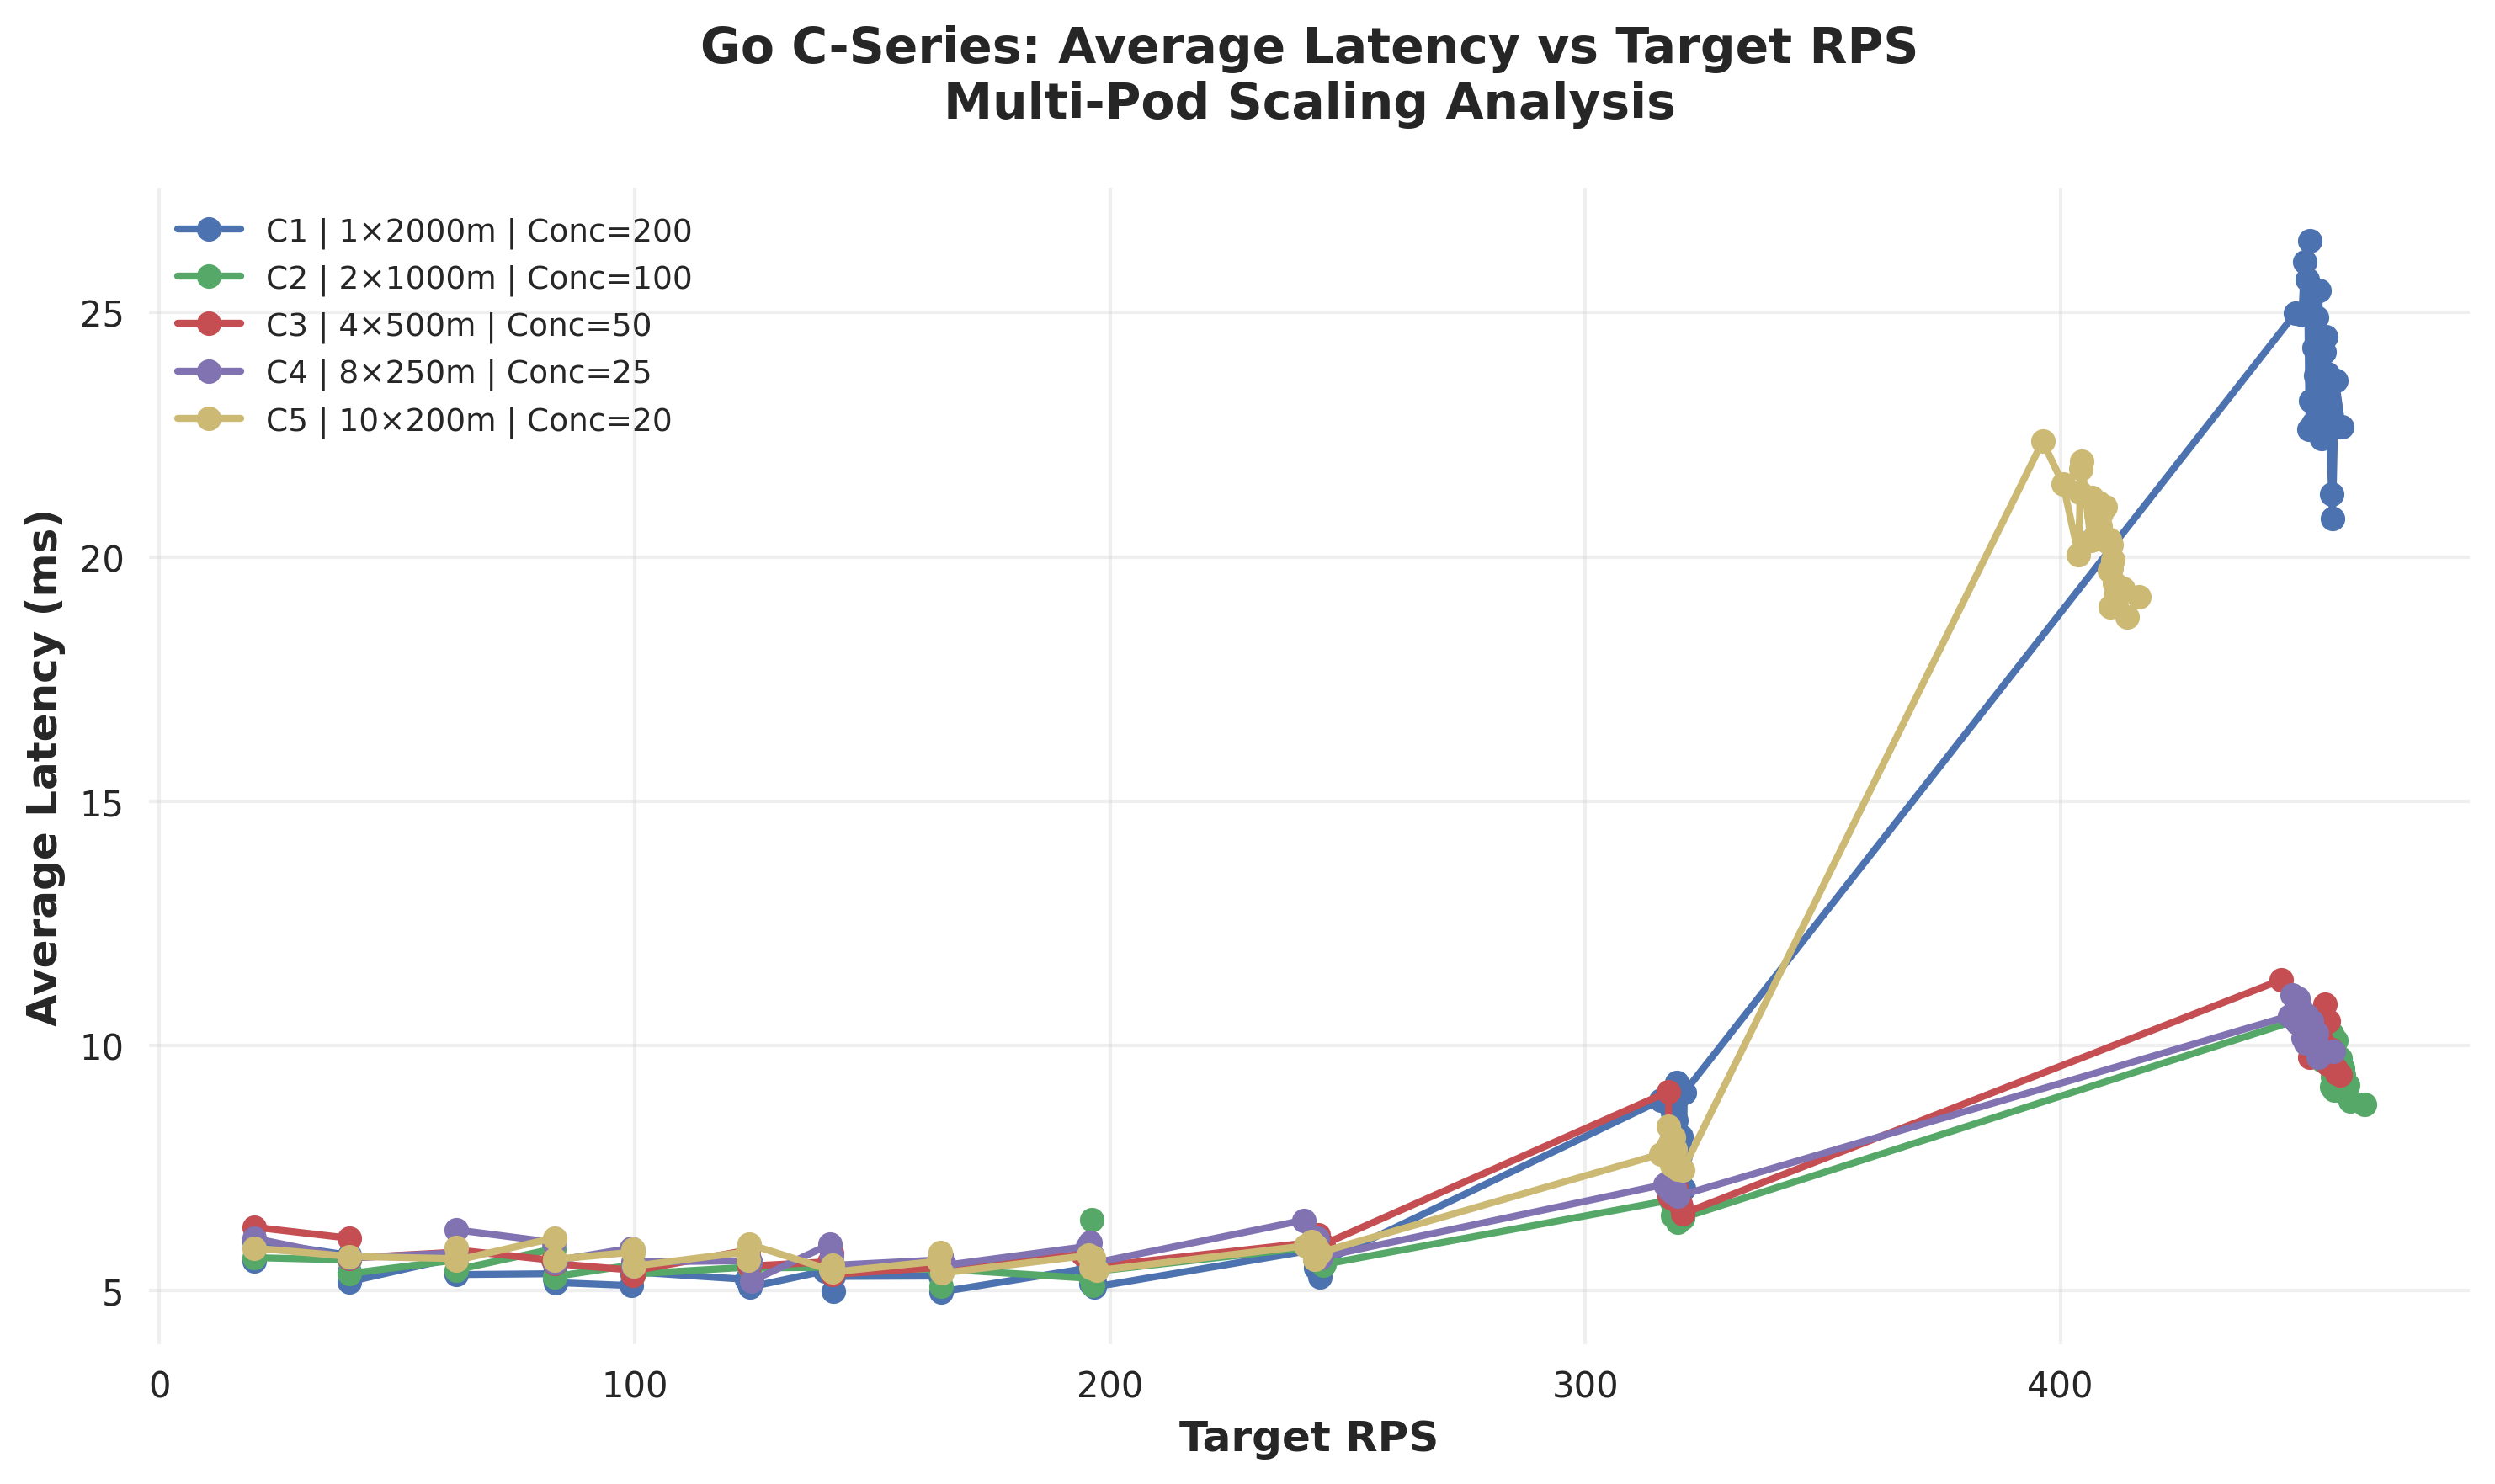 Go C-Series: Average Latency vs Target RPS
Multi-Pod Scaling Analysis
C1 | 1×2000m | Conc=200
C2 | 2×1000m | Conc=100
C3 | 4×500m | Conc=50
C4 | 8×250m | Conc=25
C5 | 10×200m | Conc=20
Average Latency (ms)
25
20
15
10
5
0
100
200
300
400
Target RPS